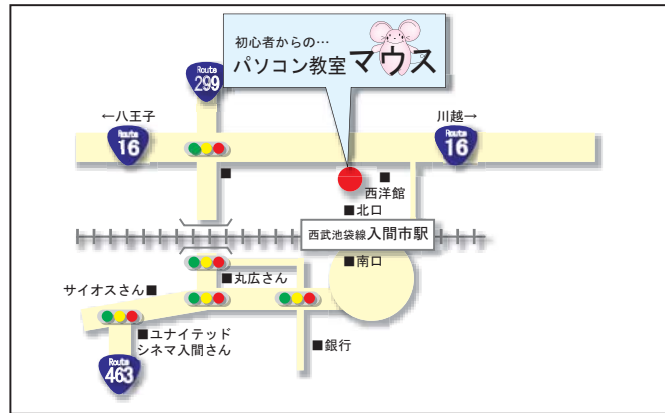 初心者からの…
パソコン教室マウス
Route
299
←八王子
川越→
Route
16
Route
16
■
■
西洋館
■北口
西武池袋線入間市駅
■南口
■丸広さん
サイオスさん■
■ユナイテッド
シネマ入間さん
■銀行
Route
463